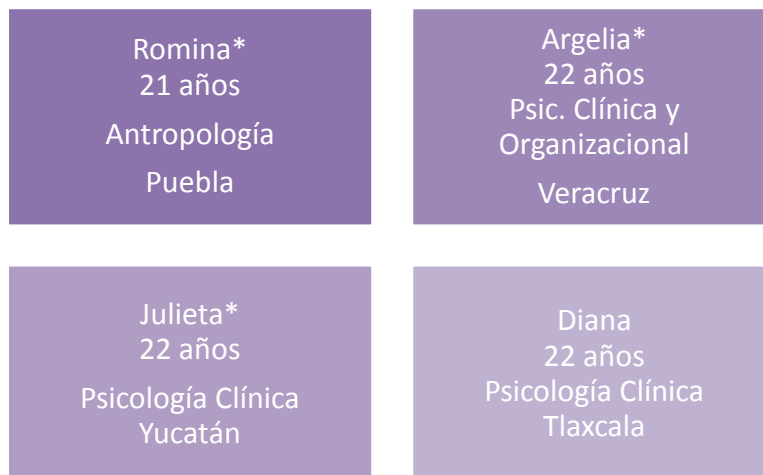 Romina*
21 años
Antropología
Puebla
Argelia*
22 años
Psic. Clínica y
Organizacional
Veracruz
Julieta*
22 años
Psicología Clínica
Yucatán
Diana
22 años
Psicología Clínica
Tlaxcala